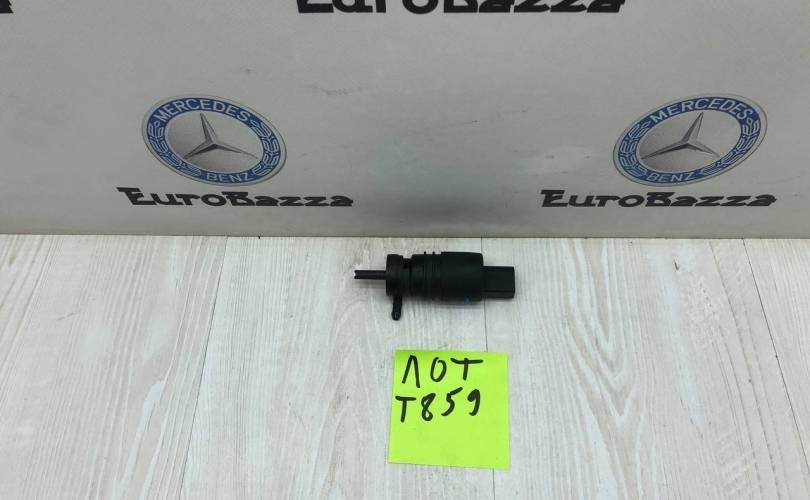 EuroBazza
MERCEDES
BENZ
EuroBazza
MERCEDES
BENZ
EuroBazza
ЛОТ
T859